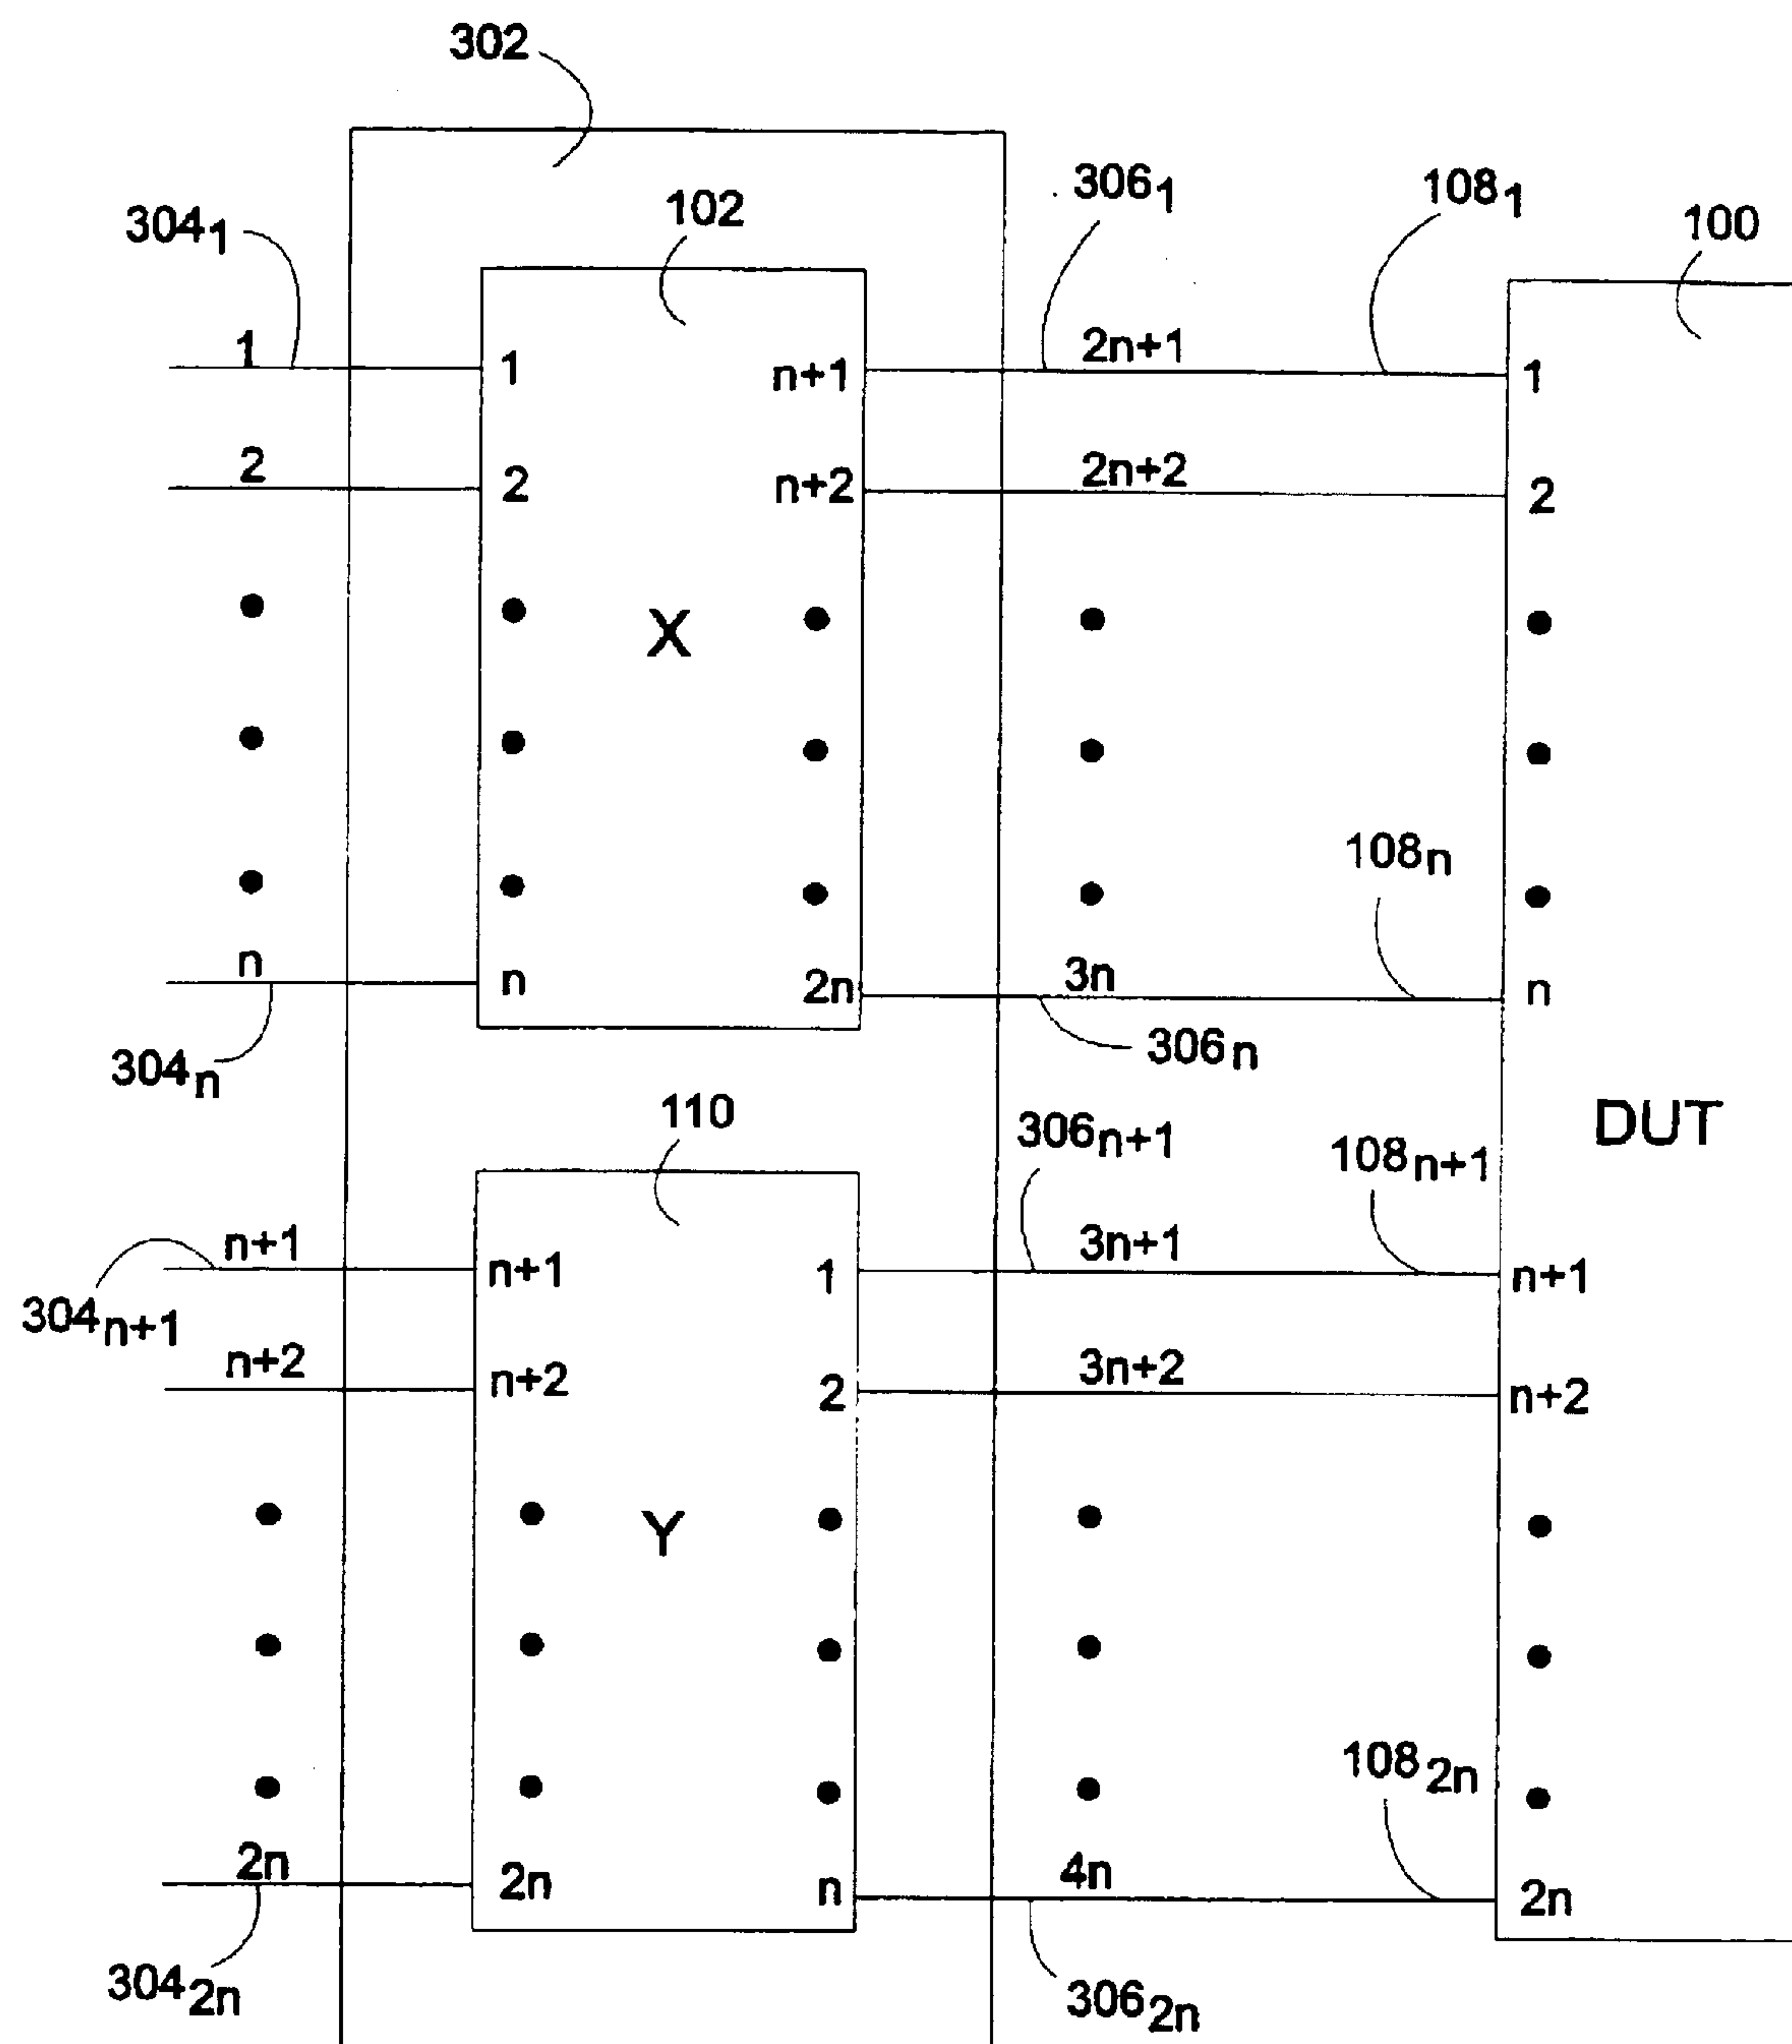 302
304₁
102
306₁
108₁
100
1
1
n+1
2n+1
1
2
2
n+2
2n+2
2
X
108ₙ
n
n
2n
3n
n
304ₙ
306ₙ
110
306ₙ₊₁
108ₙ₊₁
DUT
n+1
n+1
1
3n+1
n+1
304ₙ₊₁
n+2
n+2
2
3n+2
n+2
Y
108₂ₙ
2n
2n
n
4n
2n
304₂ₙ
306₂ₙ